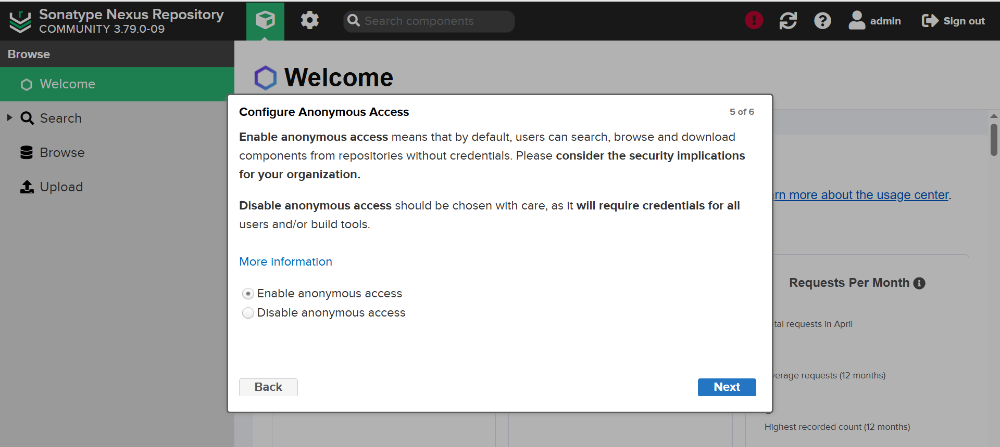 Sonatype Nexus Repository
COMMUNITY 3.79.0-09
Search components
admin
Sign out
Browse
Welcome
Search
Browse
Upload
Welcome
Configure Anonymous Access
5 of 6
Enable anonymous access means that by default, users can search, browse and download
components from repositories without credentials. Please consider the security implications
for your organization.
Disable anonymous access should be chosen with care, as it will require credentials for all
users and/or build tools.
More information
Enable anonymous access
Disable anonymous access
Back
Next
more about the usage center.
Requests Per Month
requests in April
requests (12 months)
Highest recorded count (12 months)